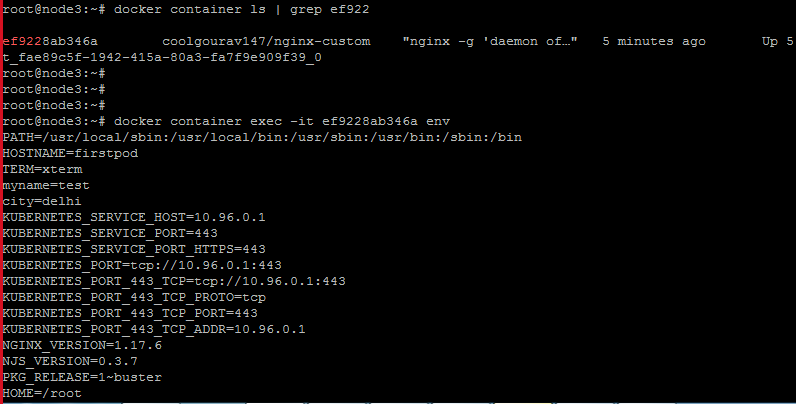 root@node3:~# docker container ls | grep ef922
ef9228ab346a        coolgourav147/nginx-custom    "nginx -g 'daemon of…"   5 minutes ago       Up 5
t_fae89c5f-1942-415a-80a3-fa7f9e909f39_0
root@node3:~#
root@node3:~#
root@node3:~#
root@node3:~# docker container exec -it ef9228ab346a env
PATH=/usr/local/sbin:/usr/local/bin:/usr/sbin:/usr/bin:/sbin:/bin
HOSTNAME=firstpod
TERM=xterm
myname=test
city=delhi
KUBERNETES_SERVICE_HOST=10.96.0.1
KUBERNETES_SERVICE_PORT=443
KUBERNETES_SERVICE_PORT_HTTPS=443
KUBERNETES_PORT=tcp://10.96.0.1:443
KUBERNETES_PORT_443_TCP=tcp://10.96.0.1:443
KUBERNETES_PORT_443_TCP_PROTO=tcp
KUBERNETES_PORT_443_TCP_PORT=443
KUBERNETES_PORT_443_TCP_ADDR=10.96.0.1
NGINX_VERSION=1.17.6
NJS_VERSION=0.3.7
PKG_RELEASE=1~buster
HOME=/root